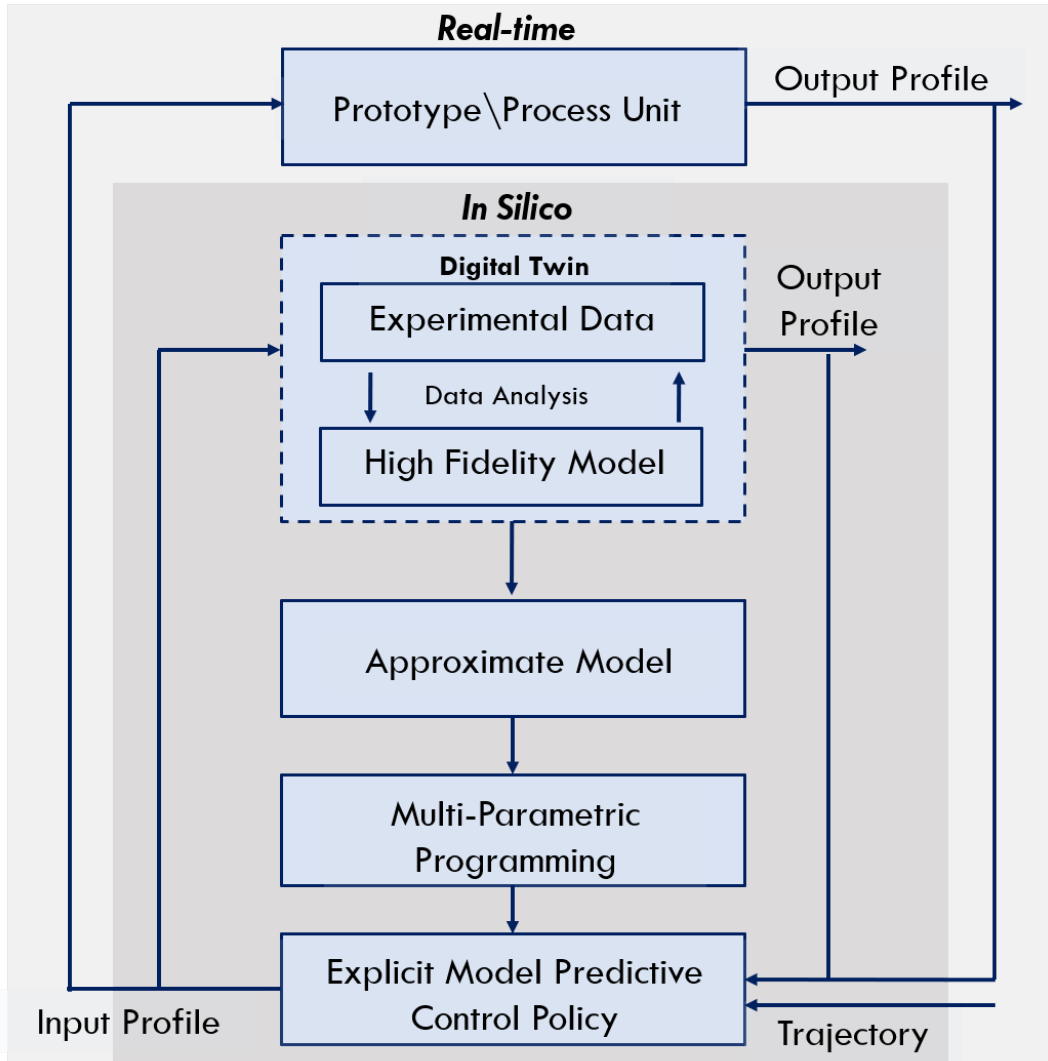 Real-time
Prototype\Process Unit
Output Profile
In Silico
Digital Twin
Experimental Data
Output
Profile
Data Analysis
High Fidelity Model
Approximate Model
Multi-Parametric
Programming
Explicit Model Predictive
Control Policy
Input Profile
Trajectory